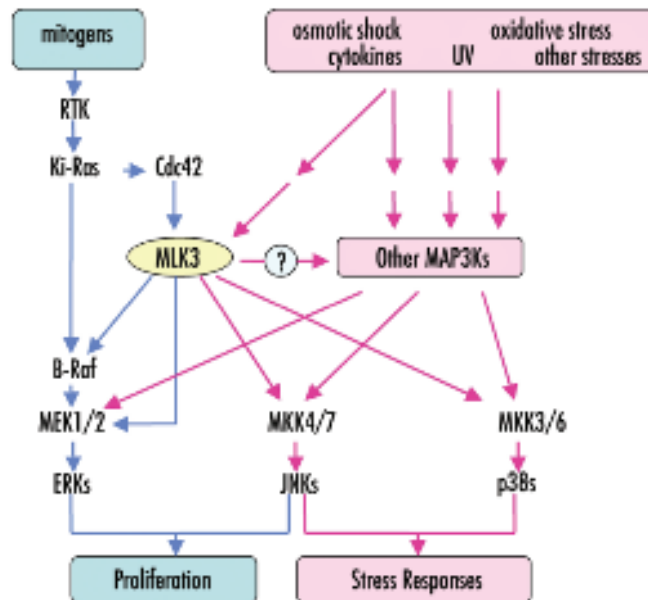 mitogens
osmotic shock oxidative stress
cytokines UV other stresses
RTK
Ki-Ras Cdc42
MLK3 ? Other MAP3Ks
B-Raf
MEK1/2 MKK4/7 MKK3/6
ERKs JNKs p38s
Proliferation Stress Responses